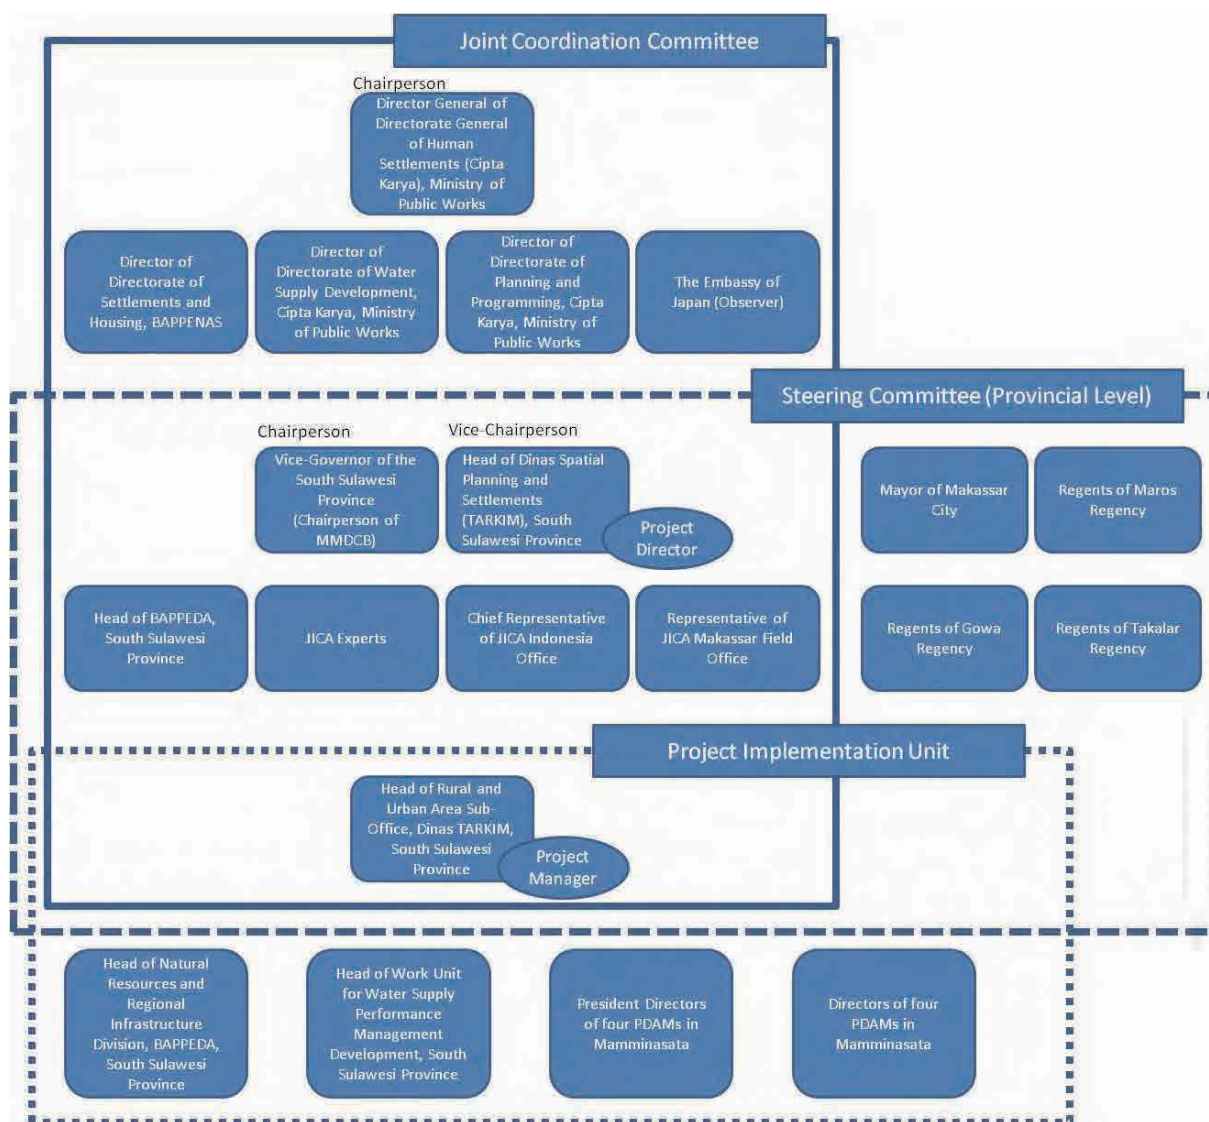 Joint Coordination Committee
Chairperson
Director General of
Directorate General
of Human
Settlements (Cipta
Karya), Ministry of
Public Works
Director of
Directorate of
Settlements and
Housing, BAPPENAS
Director of
Directorate of Water
Supply Development,
Cipta Karya, Ministry
of Public Works
Director of
Directorate of
Planning and
Programming, Cipta
Karya, Ministry of
Public Works
The Embassy of
Japan (Observer)
Steering Committee (Provincial Level)
Chairperson
Vice-Governor of the
South Sulawesi
Province
(Chairperson of
MMDCB)
Vice-Chairperson
Head of Dinas Spatial
Planning and
Settlements
(TARKIM), South
Sulawesi Province
Project
Director
Mayor of Makassar
City
Regents of Maros
Regency
Head of BAPPEDA,
South Sulawesi
Province
JICA Experts
Chief Representative
of JICA Indonesia
Office
Representative of
JICA Makassar Field
Office
Regents of Gowa
Regency
Regents of Takalar
Regency
Project Implementation Unit
Head of Rural and
Urban Area Sub-
Office, Dinas TARKIM,
South Sulawesi
Province
Project
Manager
Head of Natural
Resources and
Regional
Infrastructure
Division, BAPPEDA,
South Sulawesi
Province
Head of Work Unit
for Water Supply
Performance
Management
Development, South
Sulawesi Province
President Directors
of four PDAMs in
Mamminasata
Directors of four
PDAMs in
Mamminasata